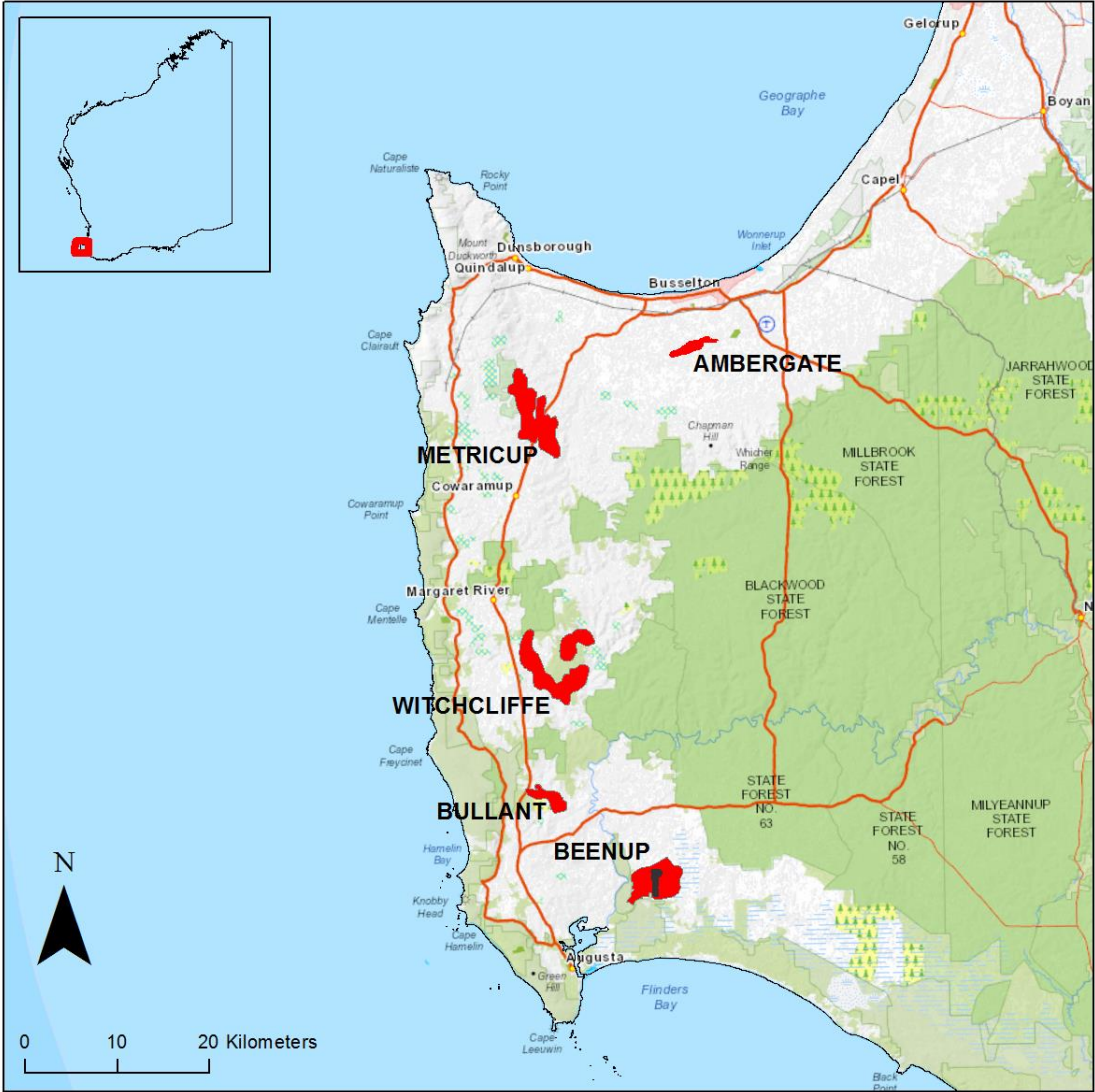 Gelorup
Geographe
Bay
Boyan
Cape
Naturaliste
Rocky
Point
Capel
Wonnerup
Inlet
Mount
Duckworth
Dunsborough
Quindalup
Busselton
Cape
Clairault
AMBERGATE
JARRAHWOOD
STATE
FOREST
Chapman
Hill
Whicher
Range
MILLBROOK
STATE
FOREST
METRICUP
Cowaramup
Cowaramup
Point
Margaret River
Cape
Mentelle
BLACKWOOD
STATE
FOREST
N
WITCHCLIFFE
Cape
Freycinet
BULLANT
STATE
FOREST
NO.
63
STATE
FOREST
NO.
58
MILYEANNUP
STATE
FOREST
Hamelin
Bay
BEENUP
N
Knobby
Head
Cape
Hamelin
Augusta
Green
Hill
Flinders
Bay
Cape
Leeuwin
Black
Point
0 10 20 Kilometers